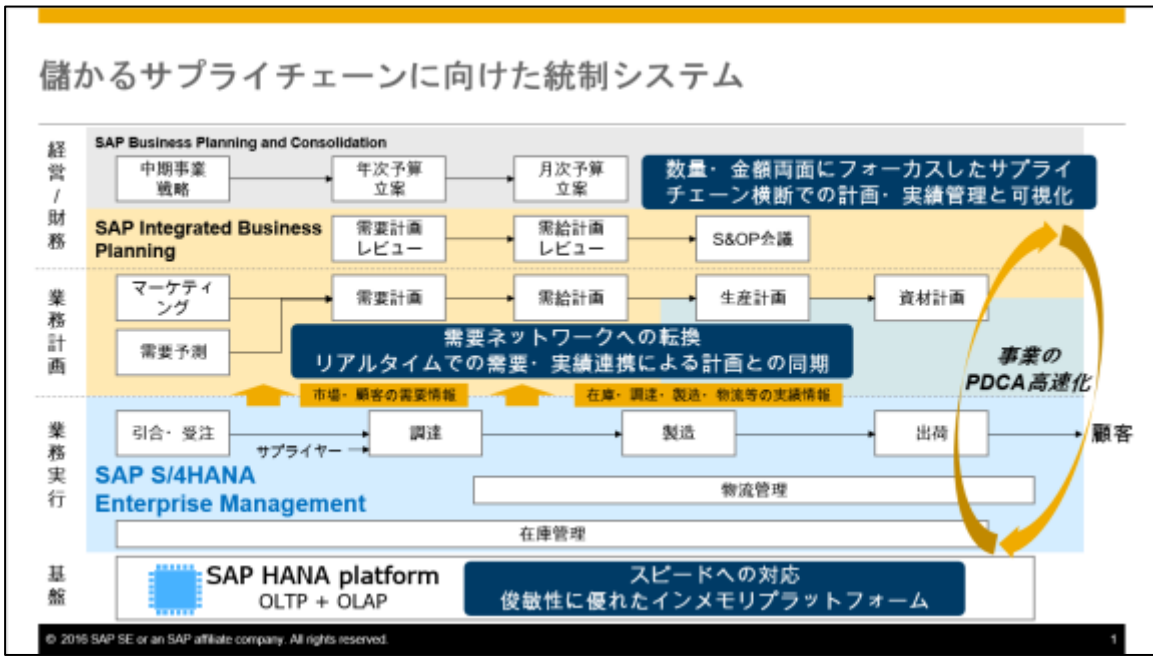 儲かるサプライチェーンに向けた統制システム
経営/財務
SAP Business Planning and Consolidation
中期事業
戦略
年次予算
立案
月次予算
立案
数量・金額両面にフォーカスしたサプライ
チェーン横断での計画・実績管理と可視化
SAP Integrated Business
Planning
需要計画
レビュー
需給計画
レビュー
S&OP会議
業務計画
マーケティ
ング
需要計画
需給計画
生産計画
資材計画
需要予測
需要ネットワークへの転換
リアルタイムでの需要・実績連携による計画との同期
事業の
PDCA高速化
市場・顧客の需要情報
在庫・調達・製造・物流等の実績情報
業務実行
引合・受注
サプライヤー
調達
製造
出荷
顧客
SAP S/4HANA
Enterprise Management
物流管理
在庫管理
基盤
SAP HANA platform
OLTP + OLAP
スピードへの対応
俊敏性に優れたインメモリプラットフォーム
© 2016 SAP SE or an SAP affiliate company. All rights reserved.
1